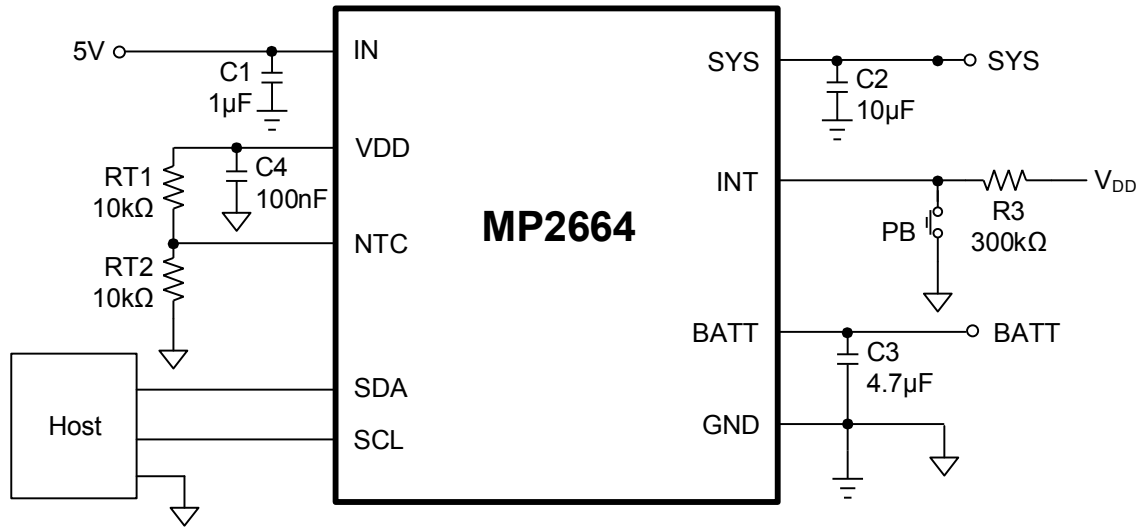 5V
C1
1µF
IN
VDD
RT1
10kΩ
C4
100nF
NTC
RT2
10kΩ
Host
SDA
SCL
MP2664
SYS
SYS
C2
10µF
INT
V_DD
R3
300kΩ
PB
BATT
BATT
C3
4.7µF
GND